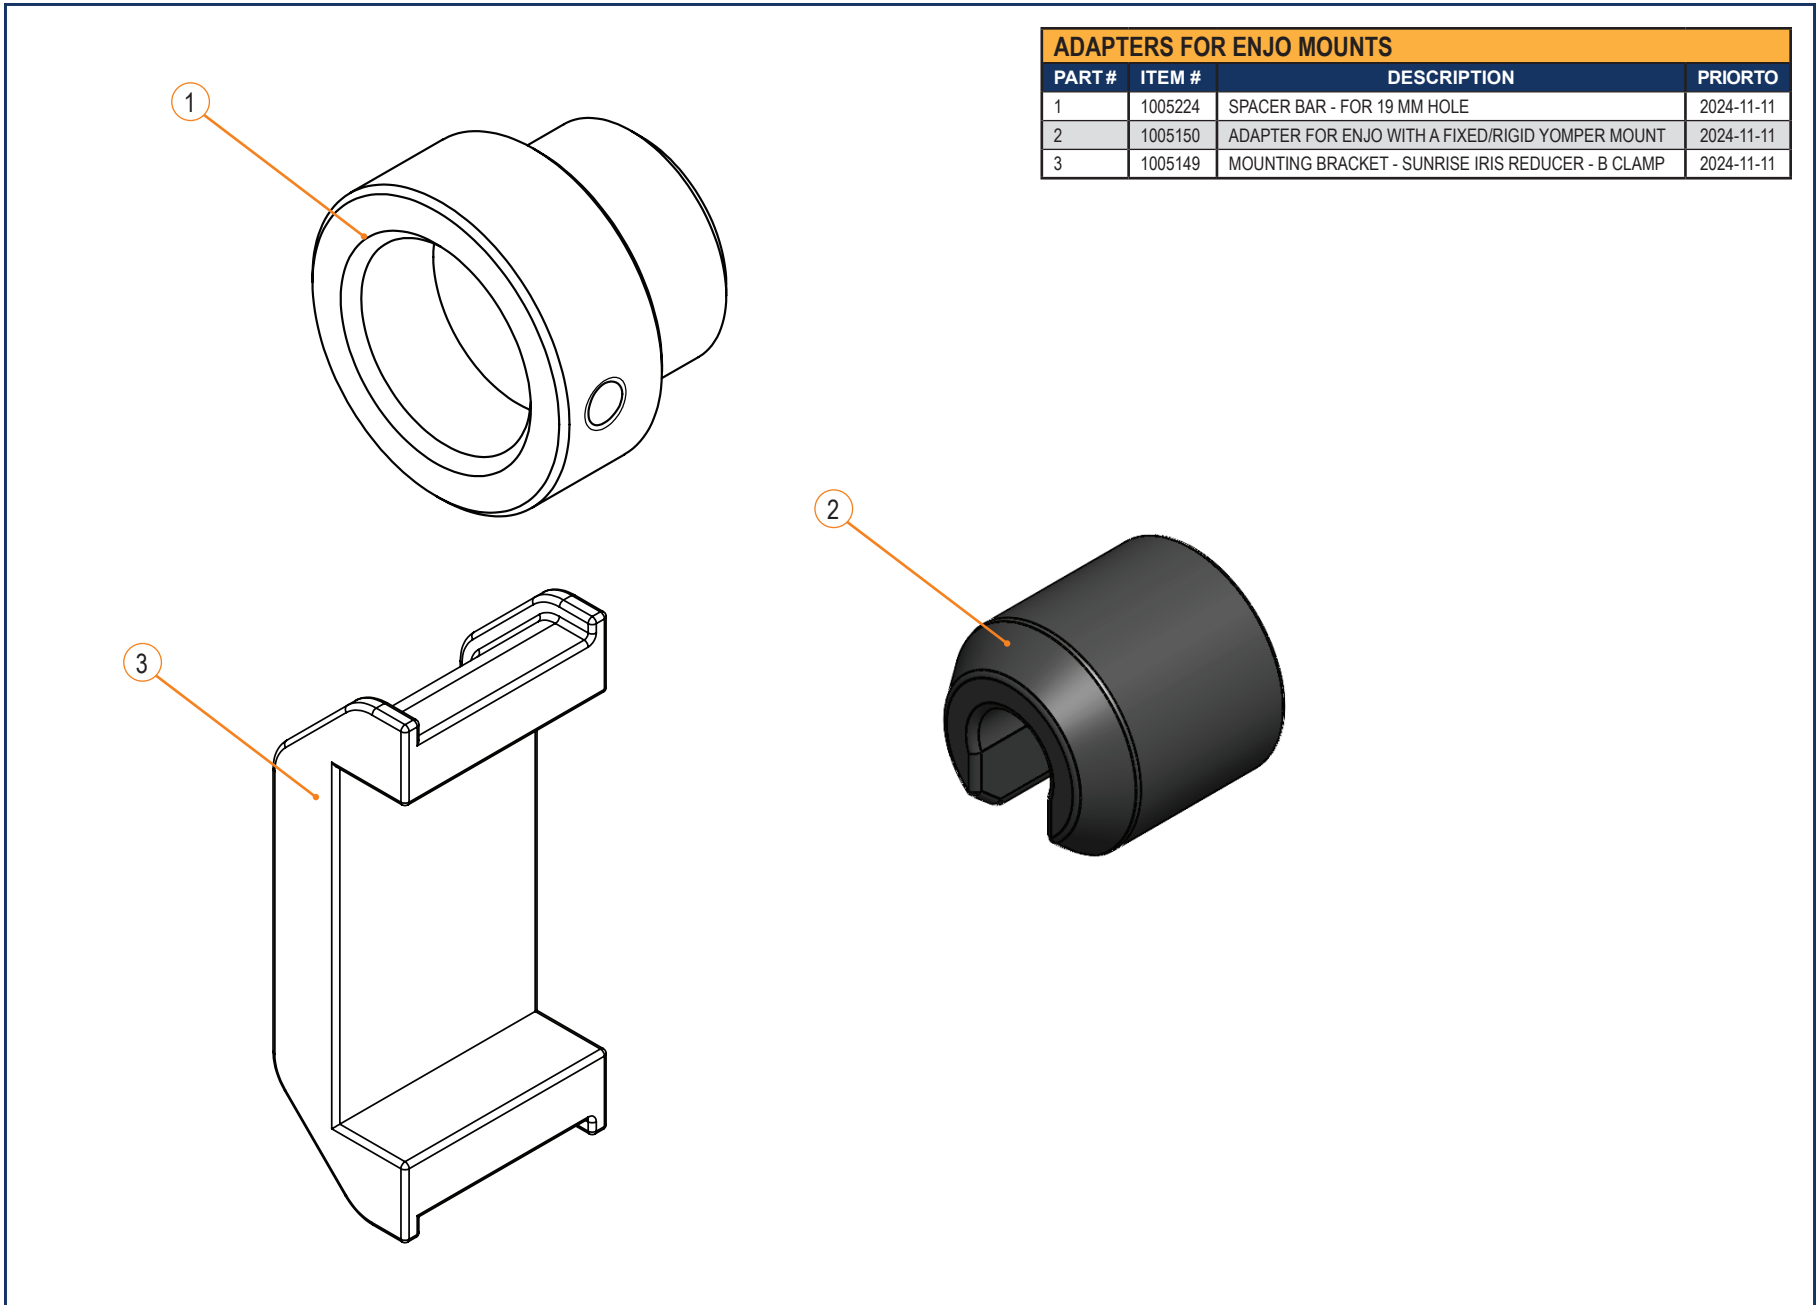 ADAPTERS FOR ENJO MOUNTS
PART # ITEM # DESCRIPTION PRIORTO
1 1005224 SPACER BAR - FOR 19 MM HOLE 2024-11-11
2 1005150 ADAPTER FOR ENJO WITH A FIXED/RIGID YOMPER MOUNT 2024-11-11
3 1005149 MOUNTING BRACKET - SUNRISE IRIS REDUCER - B CLAMP 2024-11-11
1
2
3